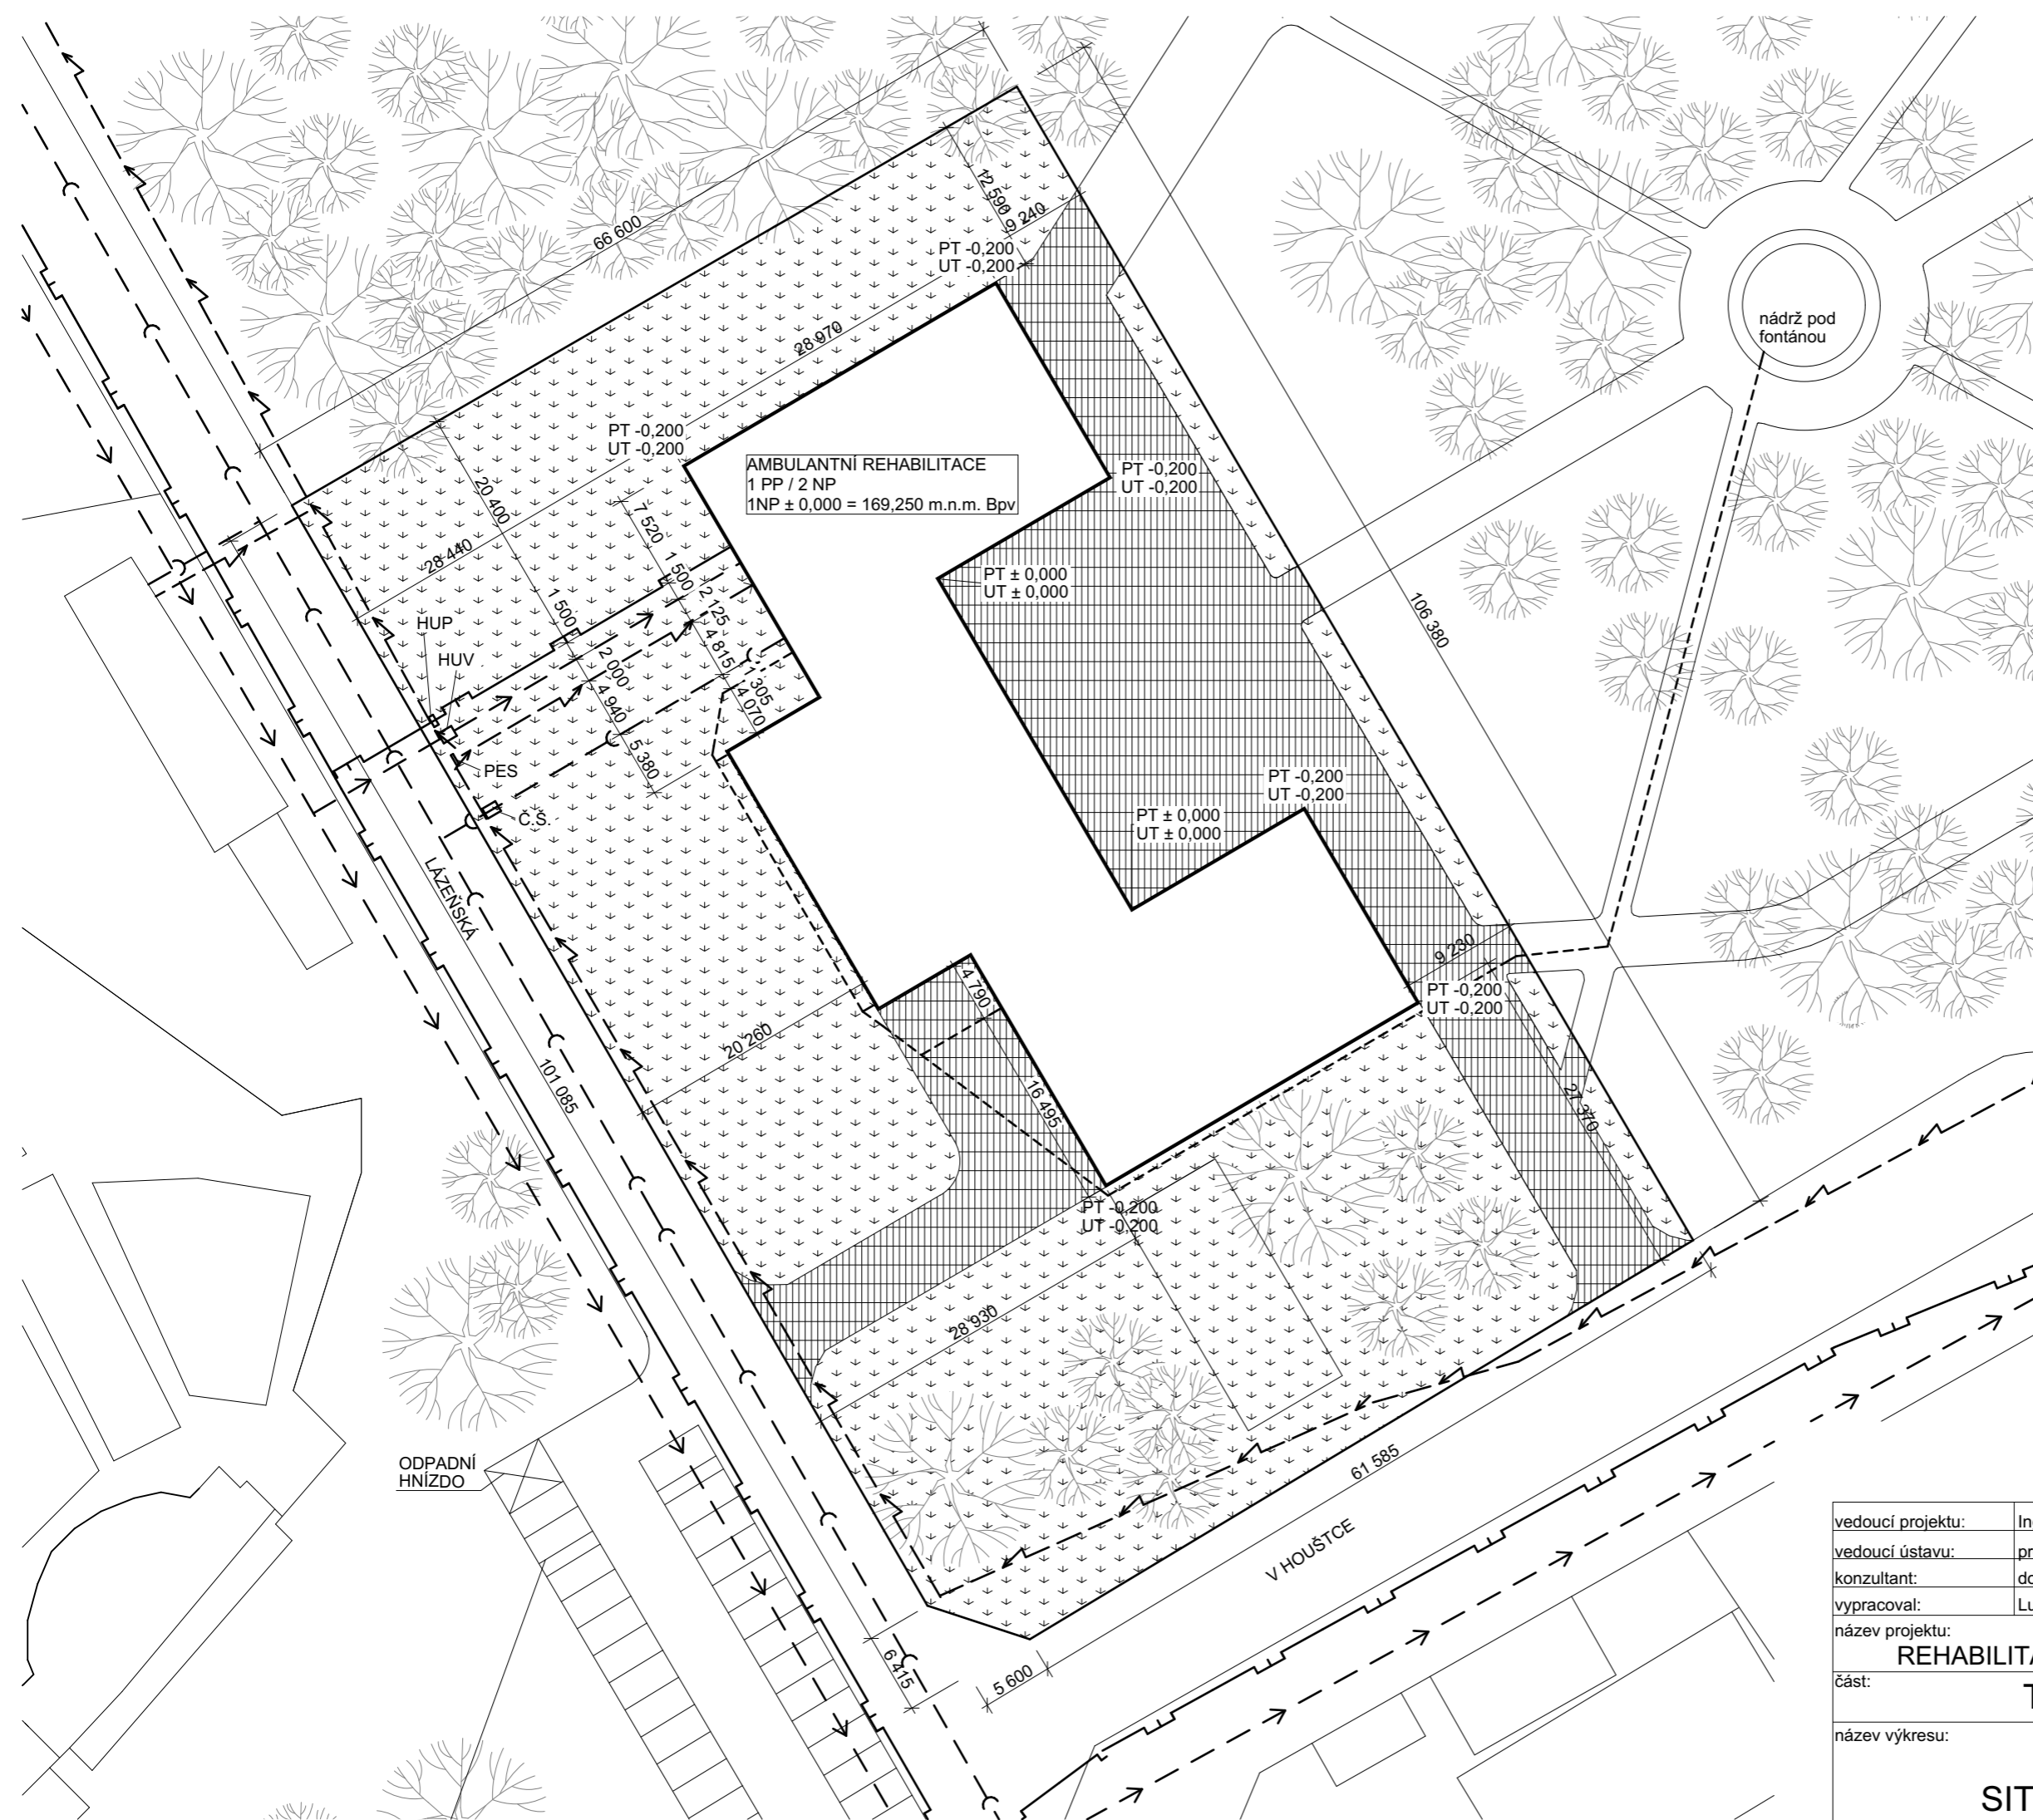 12 590
9 240
66 600
PT -0,200
UT -0,200
28 970
nádrž pod
fontánou
PT -0,200
UT -0,200
AMBULANTNÍ REHABILITACE
1 PP / 2 NP
1NP ± 0,000 = 169,250 m.n.m. Bpv
PT -0,200
UT -0,200
20 400
7 520
28 440
1 500
2 125
4 815
1 305
4 070
PT ± 0,000
UT ± 0,000
106 380
1 500
2 000
4 940
5 380
HUP
HUV
PES
Č.Š.
PT -0,200
UT -0,200
PT ± 0,000
UT ± 0,000
LÁZEŇSKÁ
9 230
4 790
PT -0,200
UT -0,200
20 260
101 085
16 495
27 370
PT -0,200
UT -0,200
28 930
ODPADNÍ
HNÍZDO
61 585
V HOUŠTCE
6 415
5 600
vedoucí projektu:
vedoucí ústavu:
konzultant:
vypracoval:
název projektu:
část:
název výkresu: